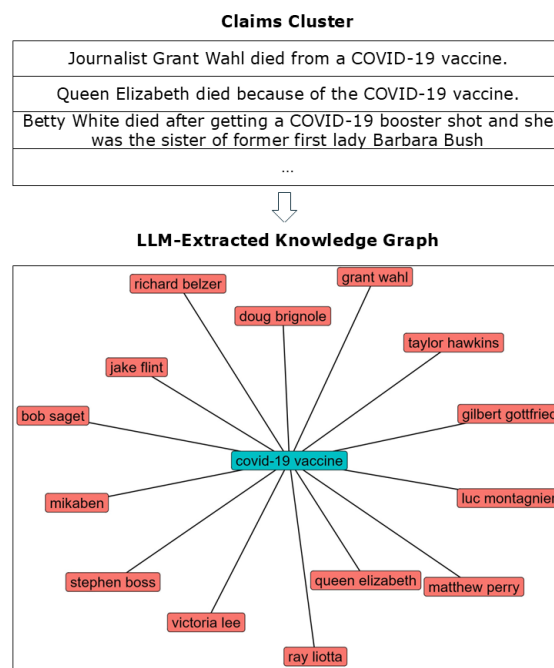 Claims Cluster
Journalist Grant Wahl died from a COVID-19 vaccine.
Queen Elizabeth died because of the COVID-19 vaccine.
Betty White died after getting a COVID-19 booster shot and she
was the sister of former first lady Barbara Bush
...
LLM-Extracted Knowledge Graph
grant wahl
richard belzer
doug brignole
taylor hawkins
jake flint
bob saget
gilbert gottfried
covid-19 vaccine
mikaben
luc montagnier
stephen boss
queen elizabeth
matthew perry
victoria lee
ray liotta